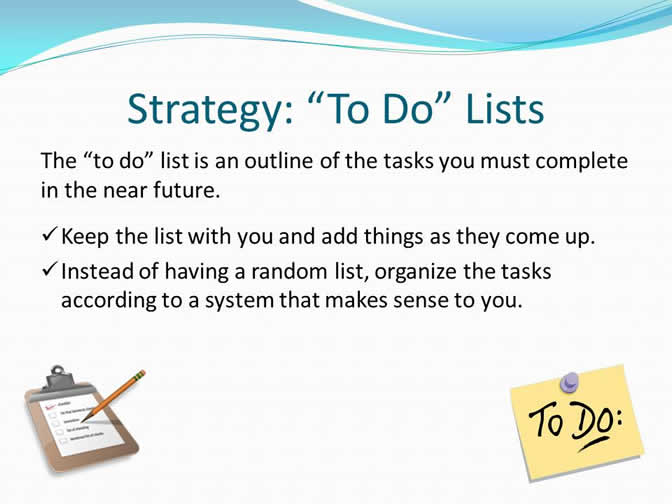 Strategy: “To Do” Lists
The “to do” list is an outline of the tasks you must complete
in the near future.
✓Keep the list with you and add things as they come up.
✓Instead of having a random list, organize the tasks
according to a system that makes sense to you.
To Do: